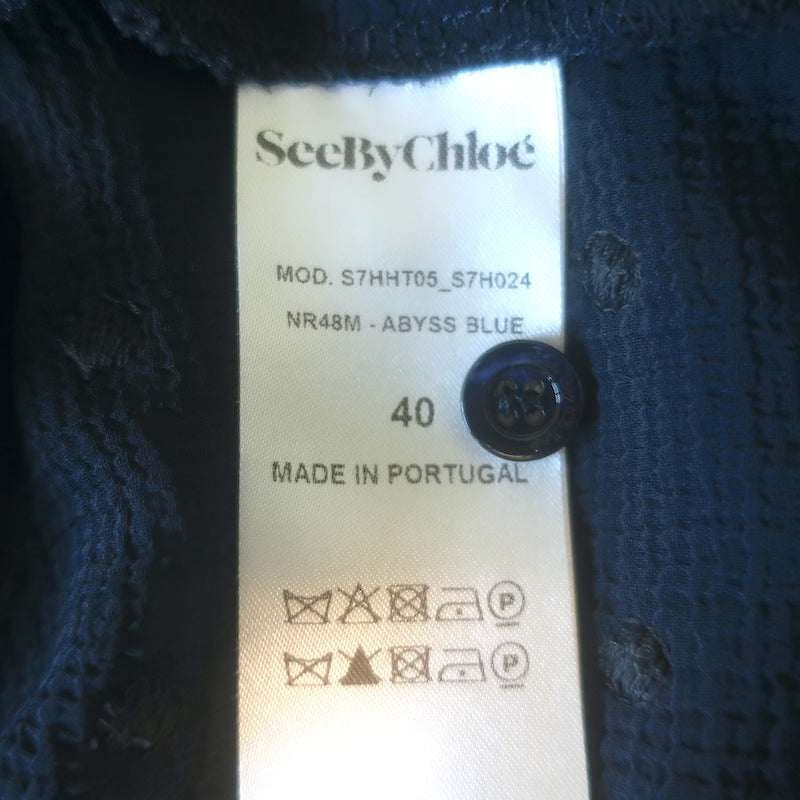 SeeByChloé
MOD. S7HHT05_S7H024
NR48M - ABYSS BLUE
40
MADE IN PORTUGAL
P
P